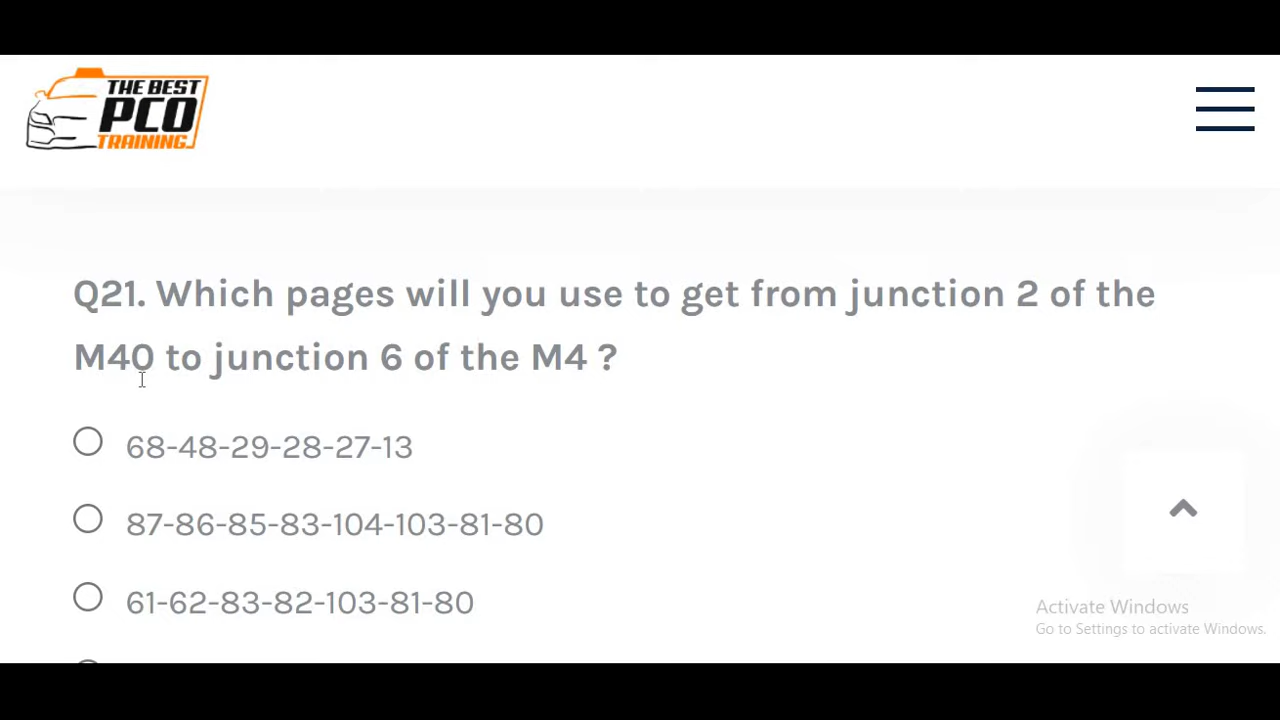 THE BEST
PCO
TRAINING
Q21. Which pages will you use to get from junction 2 of the
M40 to junction 6 of the M4 ?
68-48-29-28-27-13
87-86-85-83-104-103-81-80
61-62-83-82-103-81-80
Activate Windows
Go to Settings to activate Windows.